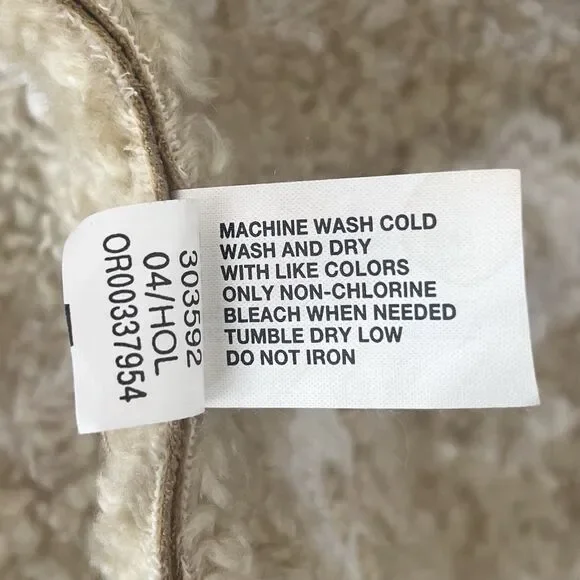 MACHINE WASH COLD
WASH AND DRY
WITH LIKE COLORS
ONLY NON-CHLORINE
BLEACH WHEN NEEDED
TUMBLE DRY LOW
DO NOT IRON
303592
04/HOL
OR00337954